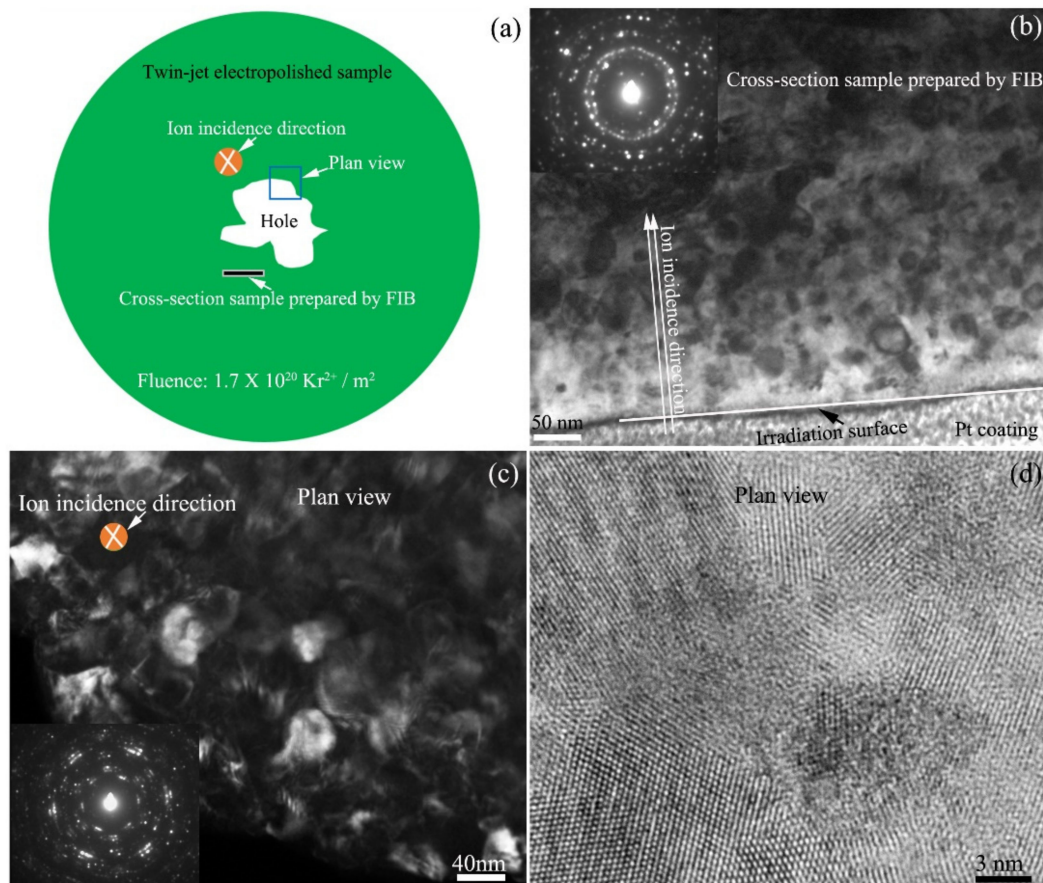 (a)
Twin-jet electropolished sample
Ion incidence direction
Plan view
Hole
Cross-section sample prepared by FIB
Fluence: 1.7 X 10²⁰ Kr²⁺ / m²
(b)
Cross-section sample prepared by FIB
Ion incidence direction
50 nm
Irradiation surface
Pt coating
(c)
Plan view
Ion incidence direction
40nm
(d)
Plan view
3 nm